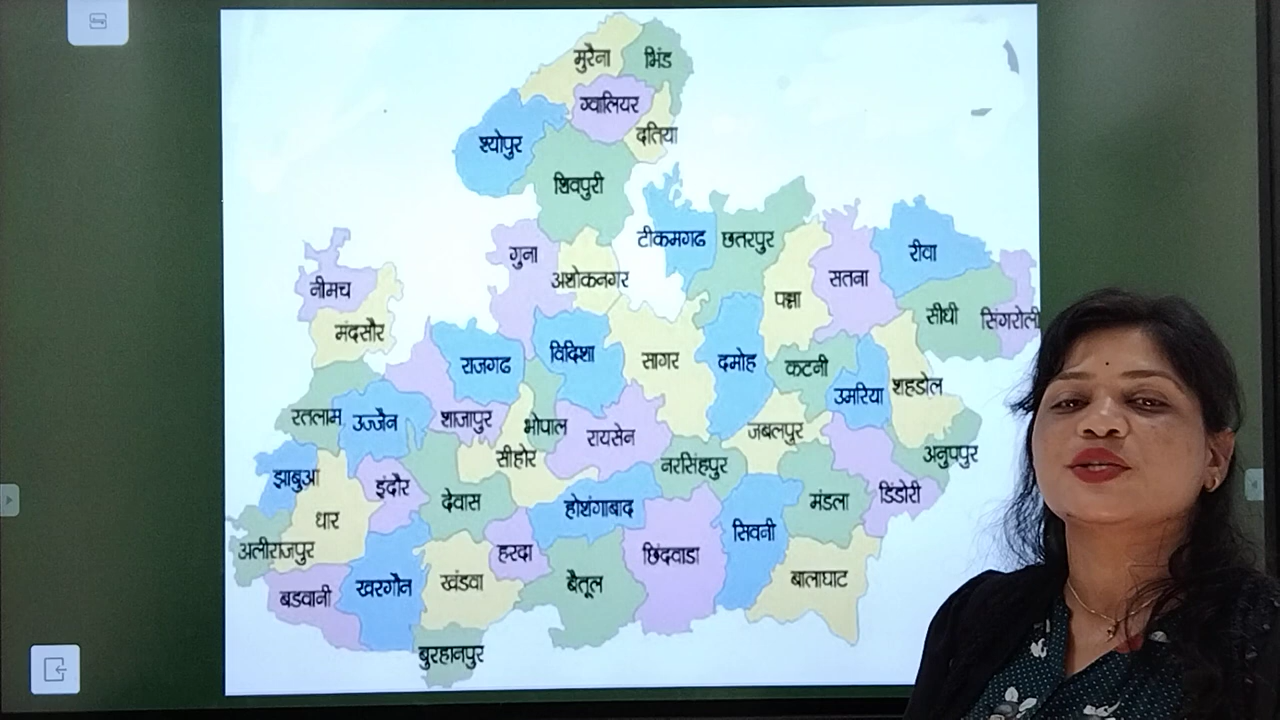 मुरैना
भिंड
ग्वालियर
दतिया
श्योपुर
शिवपुरी
टीकमगढ
छतरपुर
गुना
अशोकनगर
पन्ना
सतना
रीवा
सीधी
सिंगरोली
नीमच
मंदसौर
राजगढ
विदिशा
सागर
दमोह
कटनी
उमरिया
शहडोल
रतलाम
उज्जैन
शाजापुर
भोपाल
रायसेन
जबलपुर
सीहोर
नरसिंहपुर
अनुपपुर
झाबुआ
इंदौर
देवास
होशंगाबाद
मंडला
डिंडोरी
धार
सिवनी
अलीराजपुर
हरदा
छिंदवाडा
बडवानी
खरगौन
खंडवा
बैतूल
बालाघाट
बुरहानपुर